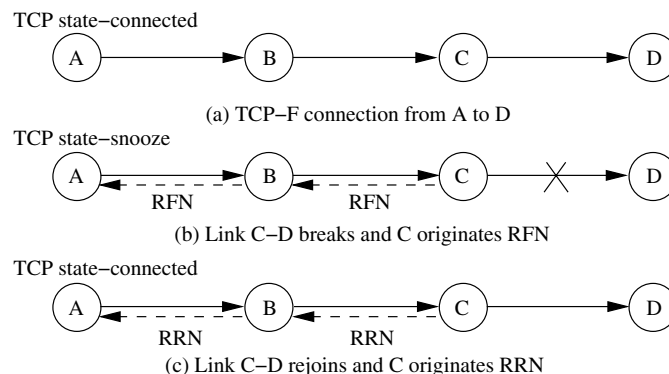 TCP state−connected
A B C D
(a) TCP−F connection from A to D
TCP state−snooze
A B C D
RFN RFN
(b) Link C−D breaks and C originates RFN
TCP state−connected
A B C D
RRN RRN
(c) Link C−D rejoins and C originates RRN